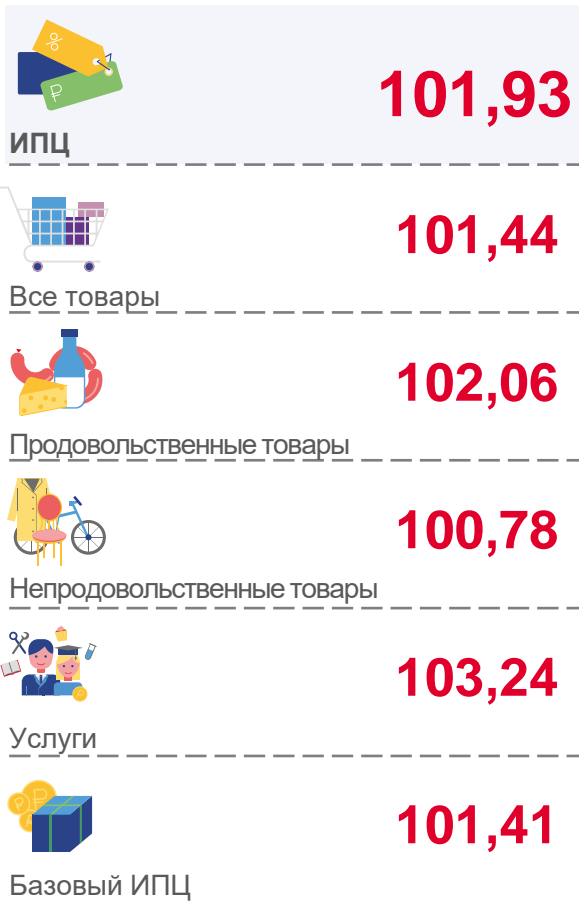 %
₽
101,93
ИПЦ
101,44
Все товары
102,06
Продовольственные товары
100,78
Непродовольственные товары
103,24
Услуги
101,41
₽
₽
Базовый ИПЦ